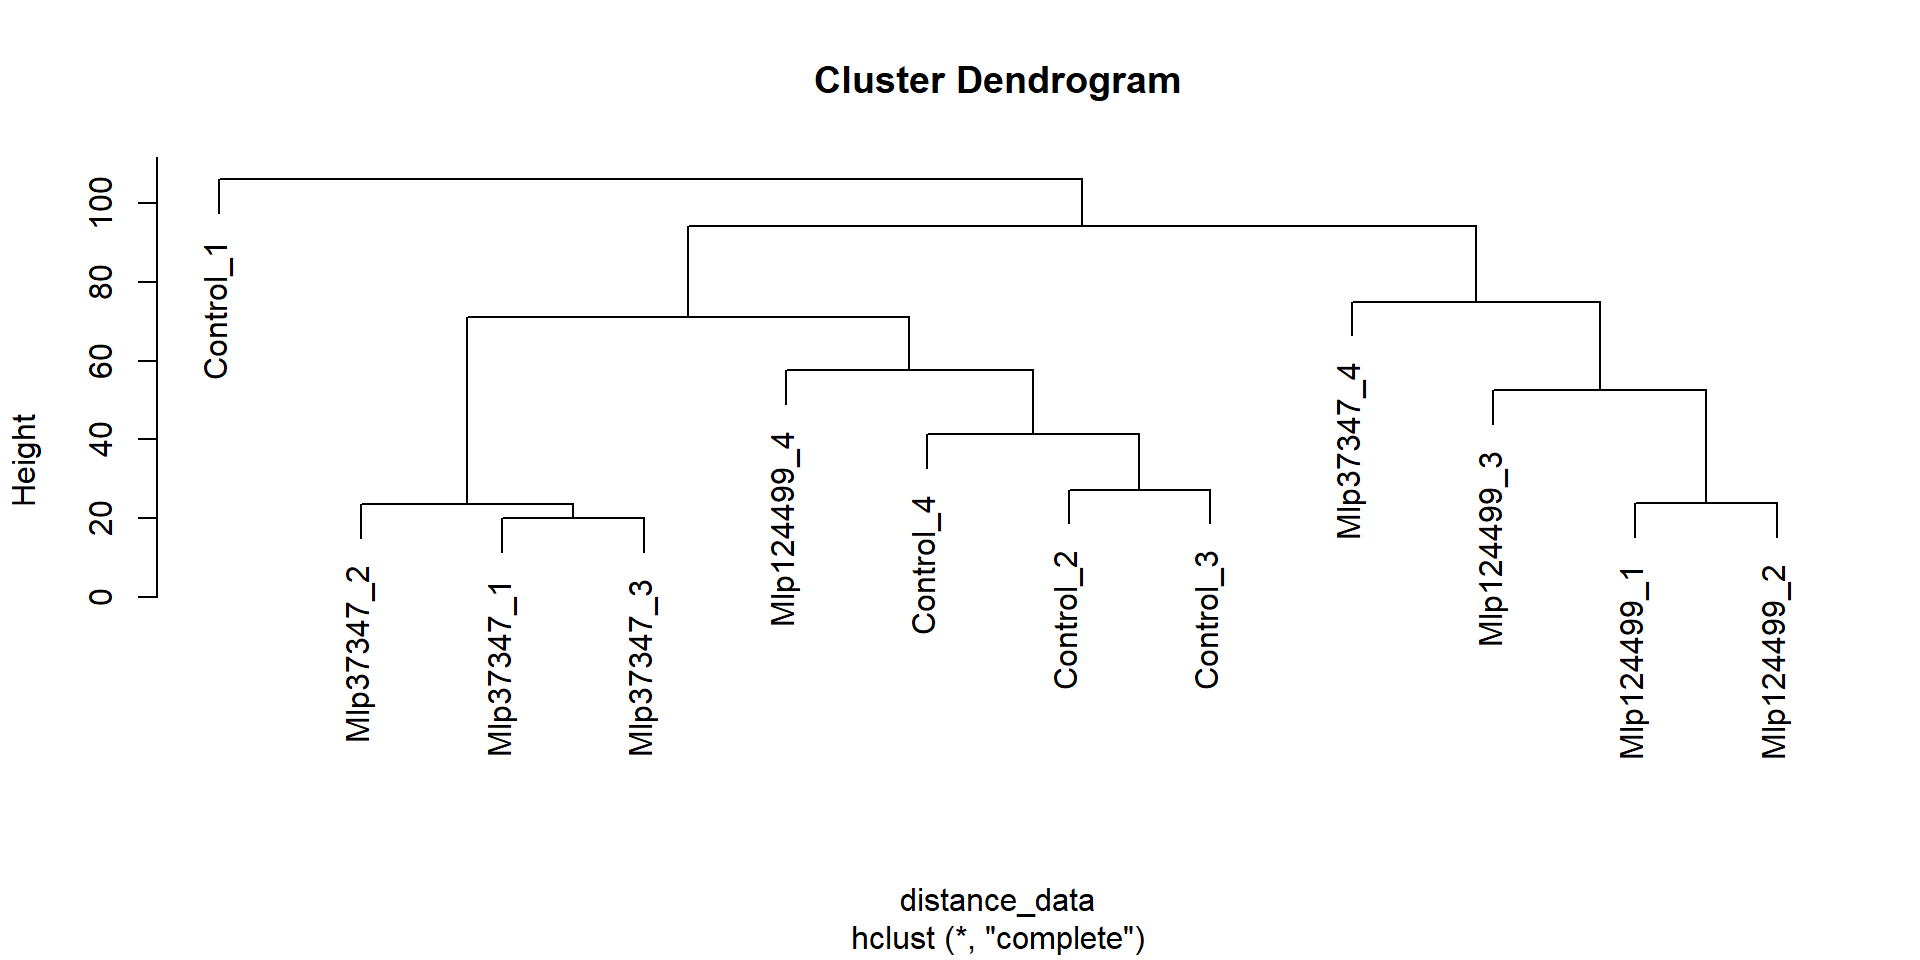 Cluster Dendrogram
Height
100
80
60
40
20
0
Control_1
Mlp37347_2
Mlp37347_1
Mlp37347_3
Mlp124499_4
Control_4
Control_2
Control_3
Mlp37347_4
Mlp124499_3
Mlp124499_1
Mlp124499_2
distance_data
hclust (*, "complete")